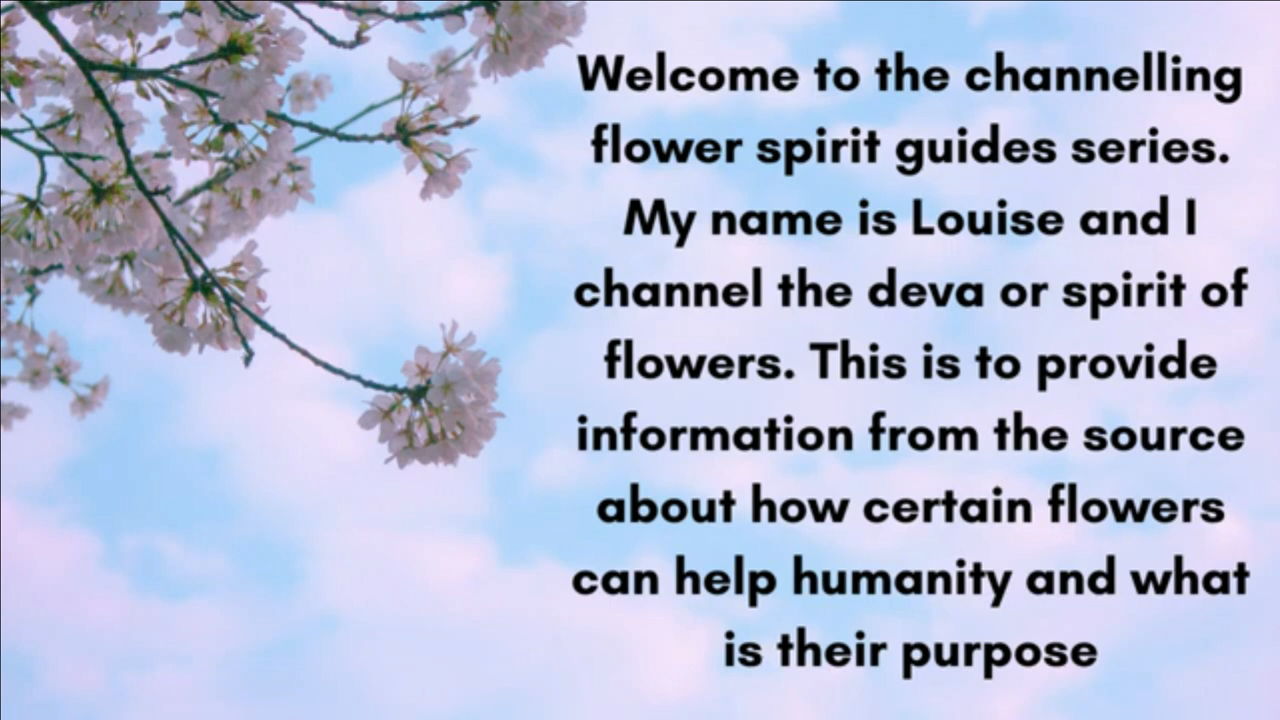 Welcome to the channelling
flower spirit guides series.
My name is Louise and I
channel the deva or spirit of
flowers. This is to provide
information from the source
about how certain flowers
can help humanity and what
is their purpose